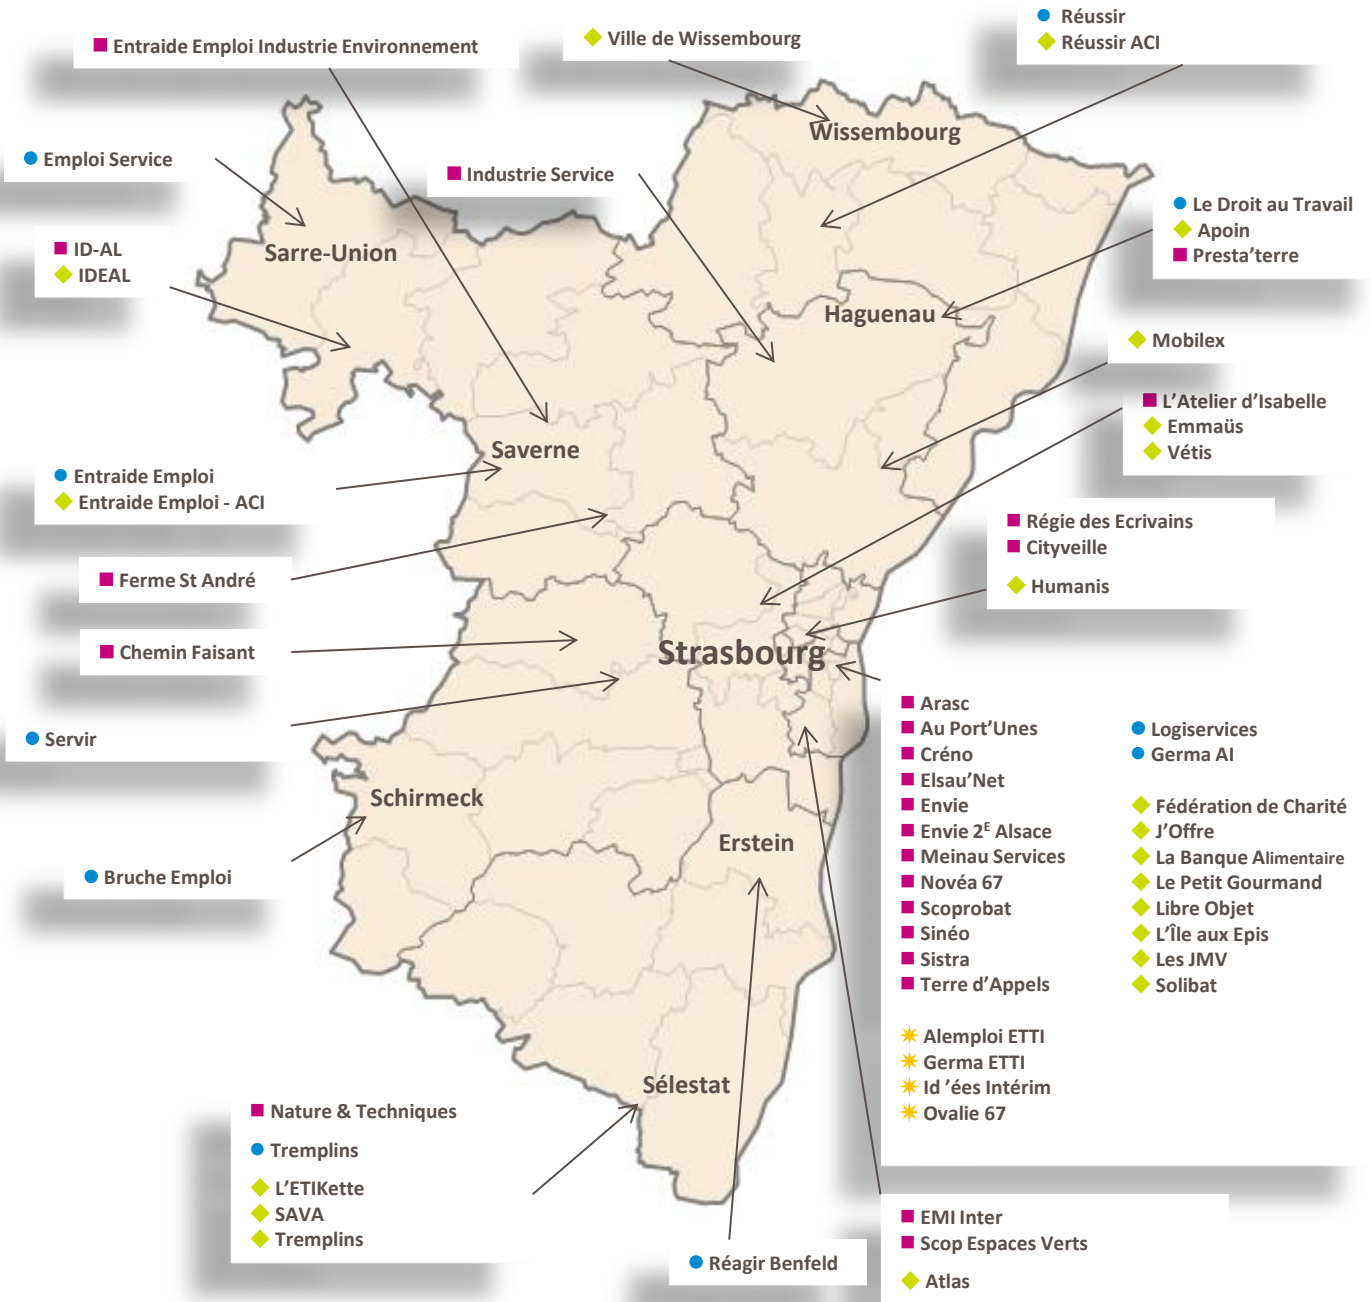 Entraide Emploi Industrie Environnement
Ville de Wissembourg
Réussir
Réussir ACI
Wissembourg
Emploi Service
Industrie Service
Le Droit au Travail
Apoin
Presta’terre
ID-AL
IDEAL
Sarre-Union
Haguenau
Mobilex
L’Atelier d’Isabelle
Emmaüs
Vétis
Saverne
Entraide Emploi
Entraide Emploi - ACI
Régie des Ecrivains
Cityveille
Humanis
Ferme St André
Chemin Faisant
Strasbourg
Servir
Arasc
Au Port’Unes
Créno
Elsau’Net
Envie
Envie 2E Alsace
Meinau Services
Novéa 67
Scoprobat
Sinéo
Sistra
Terre d’Appels
Alemploi ETTI
Germa ETTI
Id ’ées Intérim
Ovalie 67
Logiservices
Germa AI
Fédération de Charité
J’Offre
La Banque Alimentaire
Le Petit Gourmand
Libre Objet
L’Île aux Epis
Les JMV
Solibat
Schirmeck
Erstein
Bruche Emploi
Sélestat
Nature & Techniques
Tremplins
L’ETIKette
SAVA
Tremplins
Réagir Benfeld
EMI Inter
Scop Espaces Verts
Atlas